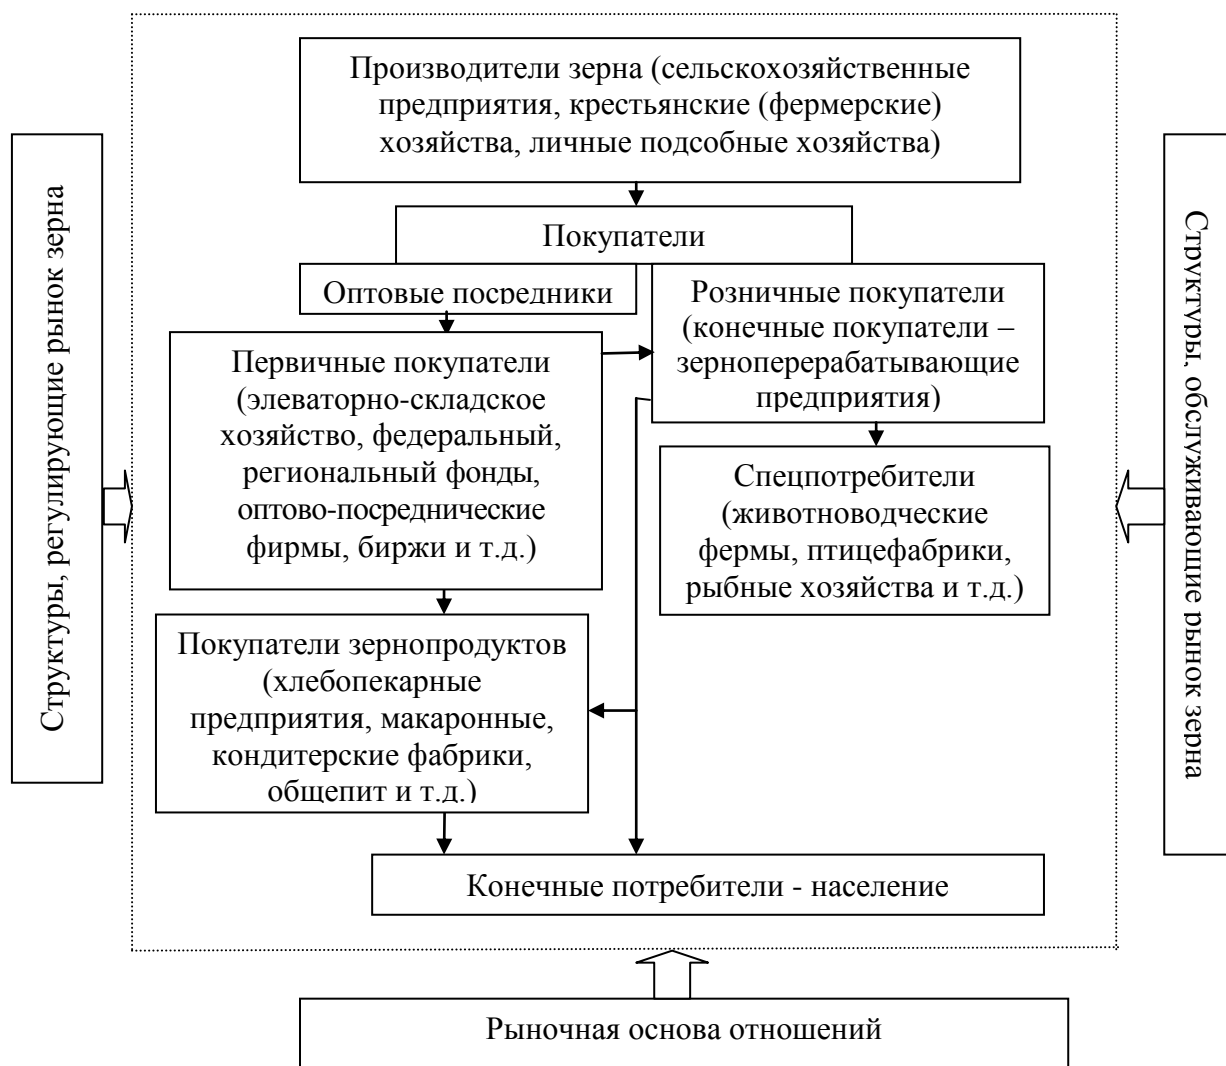 Производители зерна (сельскохозяйственные
предприятия, крестьянские (фермерские)
хозяйства, личные подсобные хозяйства)
Структуры, регулирующие рынок зерна
Покупатели
Оптовые посредники
Розничные покупатели
(конечные покупатели –
зерноперерабатывающие
предприятия)
Первичные покупатели
(элеваторно-складское
хозяйство, федеральный,
региональный фонды,
оптово-посреднические
фирмы, биржи и т.д.)
Спецпотребители
(животноводческие
фермы, птицефабрики,
рыбные хозяйства и т.д.)
Структуры, обслуживающие рынок зерна
Покупатели зернопродуктов
(хлебопекарные
предприятия, макаронные,
кондитерские фабрики,
общепит и т.д.)
Конечные потребители - население
Рыночная основа отношений